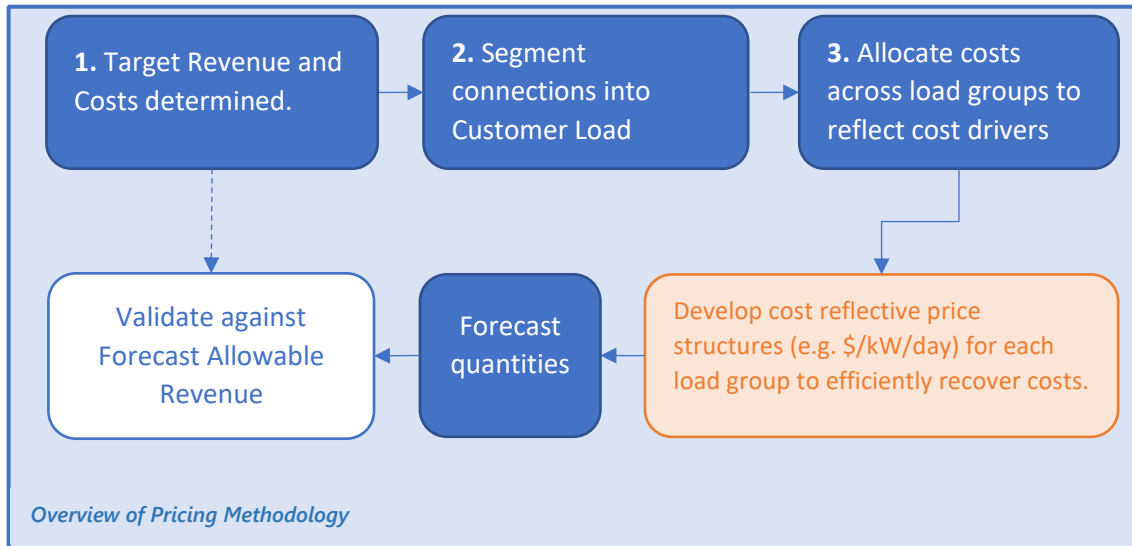 1. Target Revenue and
Costs determined.
2. Segment
connections into
Customer Load
3. Allocate costs
across load groups to
reflect cost drivers
Validate against
Forecast Allowable
Revenue
Forecast
quantities
Develop cost reflective price
structures (e.g. $/kW/day) for each
load group to efficiently recover costs.
Overview of Pricing Methodology